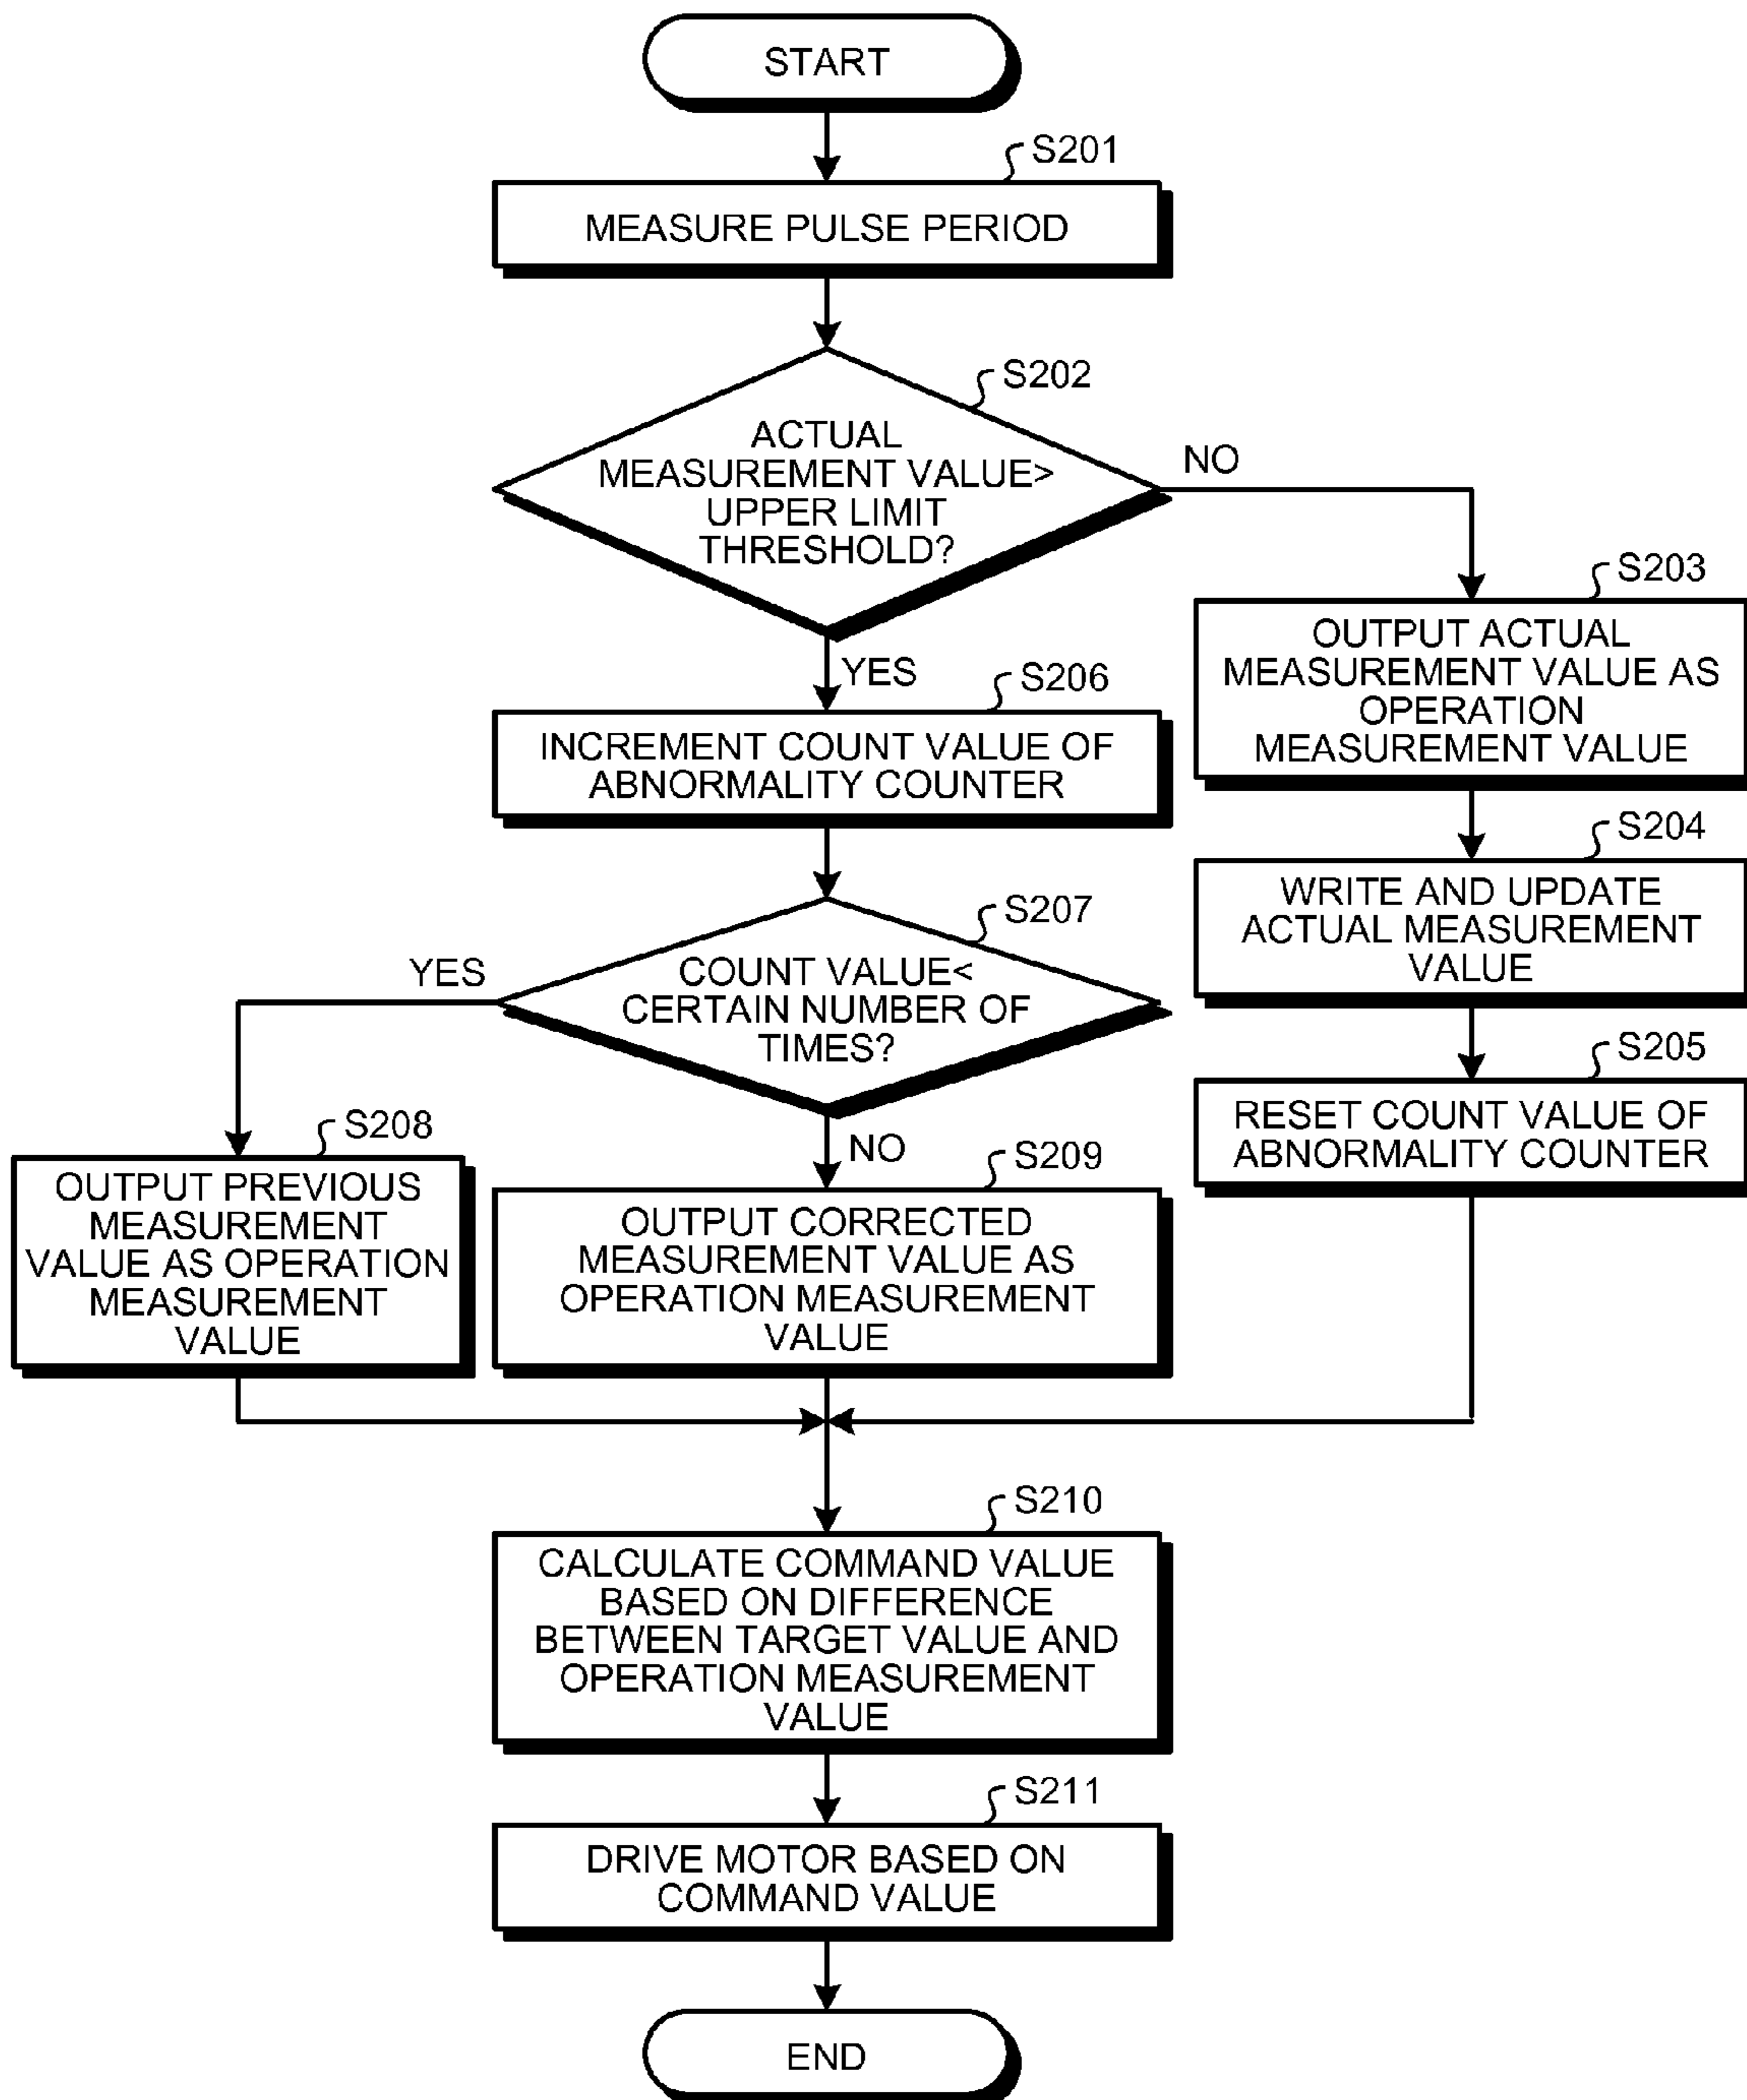 START
S201
MEASURE PULSE PERIOD
S202
ACTUAL
MEASUREMENT VALUE>
UPPER LIMIT
THRESHOLD?
NO
YES
S203
OUTPUT ACTUAL
MEASUREMENT VALUE AS
OPERATION
MEASUREMENT VALUE
S204
WRITE AND UPDATE
ACTUAL MEASUREMENT
VALUE
S205
RESET COUNT VALUE OF
ABNORMALITY COUNTER
S206
INCREMENT COUNT VALUE OF
ABNORMALITY COUNTER
S207
COUNT VALUE<
CERTAIN NUMBER OF
TIMES?
YES
NO
S208
OUTPUT PREVIOUS
MEASUREMENT
VALUE AS OPERATION
MEASUREMENT
VALUE
S209
OUTPUT CORRECTED
MEASUREMENT VALUE AS
OPERATION MEASUREMENT
VALUE
S210
CALCULATE COMMAND VALUE
BASED ON DIFFERENCE
BETWEEN TARGET VALUE AND
OPERATION MEASUREMENT
VALUE
S211
DRIVE MOTOR BASED ON
COMMAND VALUE
END